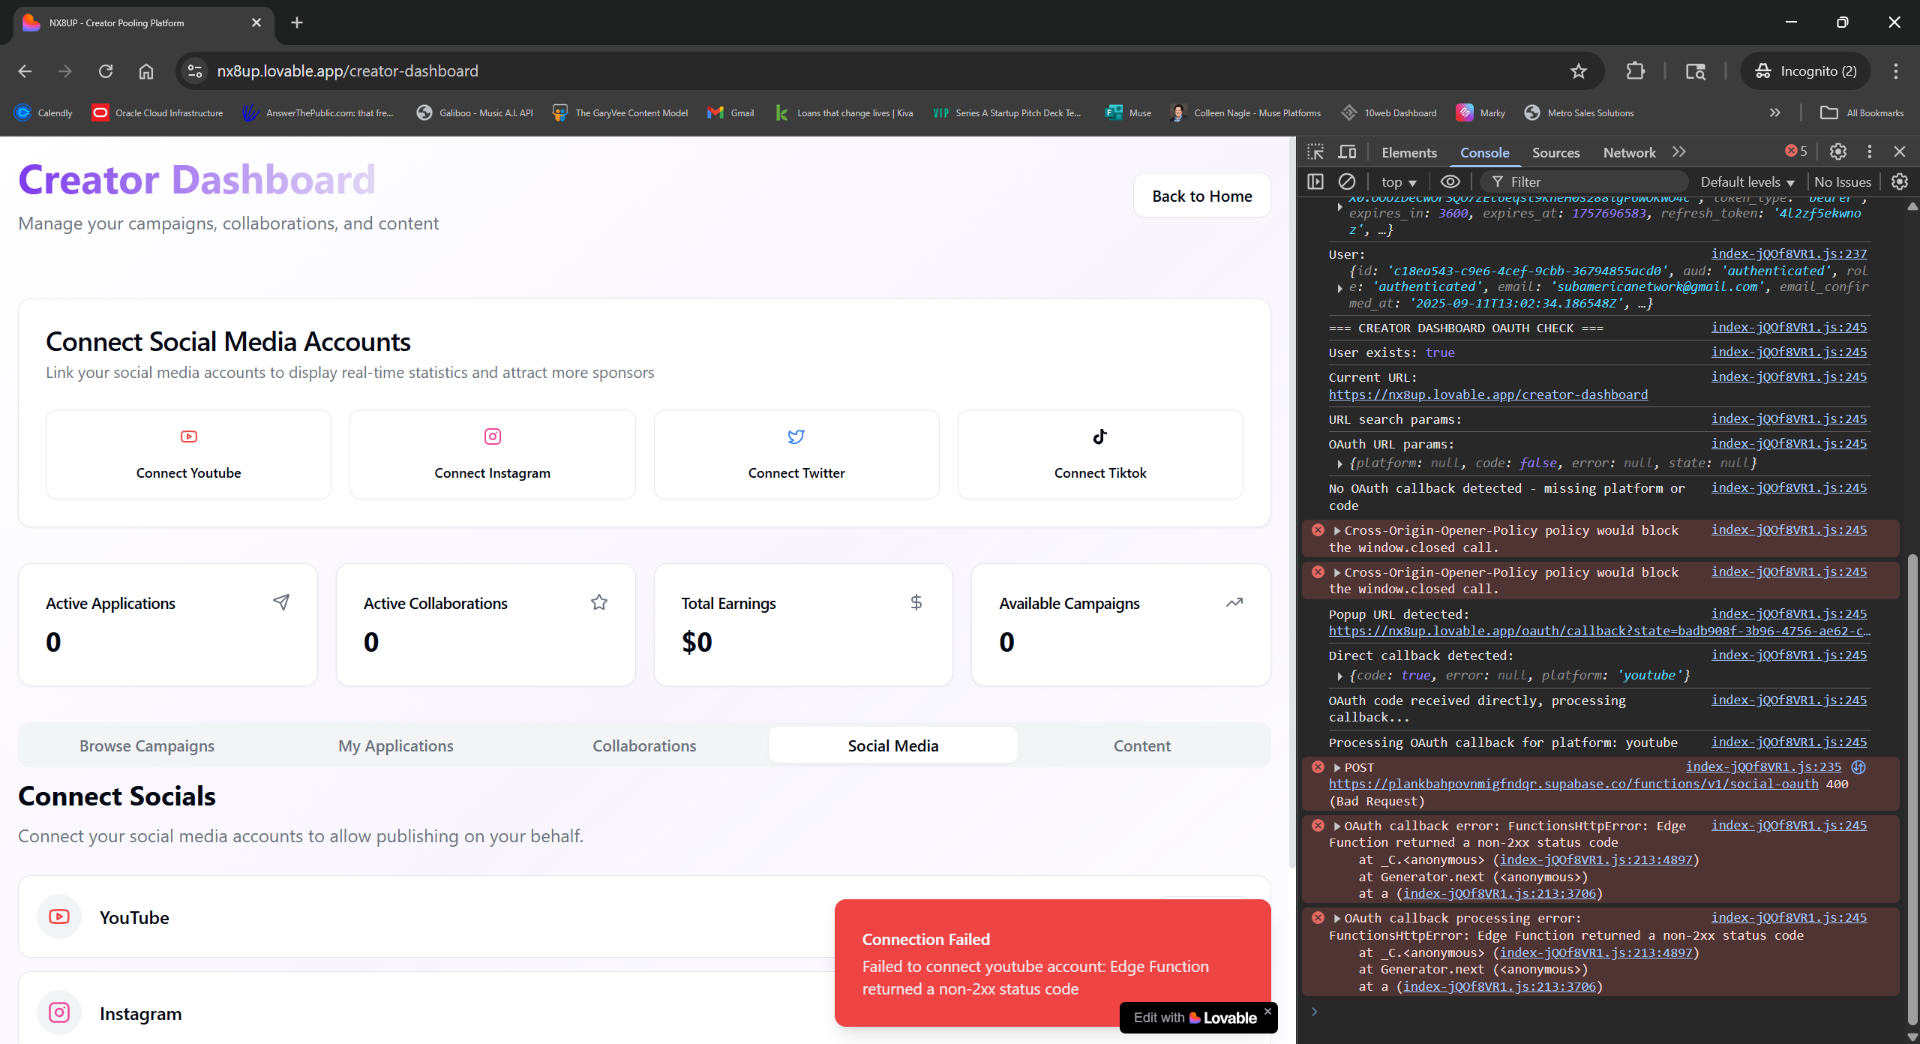 NX8UP - Creator Pooling Platform
nx8up.lovable.app/creator-dashboard
Incognito (2)
Calendly
Oracle Cloud Infrastructure
AnswerThePublic.com: that fre...
Galiboo - Music A.I. API
The GaryVee Content Model
Gmail
Loans that change lives | Kiva
VIP Series A Startup Pitch Deck Te...
Muse
Colleen Nagle - Muse Platforms
10web Dashboard
Marky
Metro Sales Solutions
All Bookmarks
Creator Dashboard
Manage your campaigns, collaborations, and content
Back to Home
Connect Social Media Accounts
Link your social media accounts to display real-time statistics and attract more sponsors
Connect Youtube
Connect Instagram
Connect Twitter
Connect Tiktok
Active Applications
0
Active Collaborations
0
Total Earnings
$
$0
Available Campaigns
0
Browse Campaigns
My Applications
Collaborations
Social Media
Content
Connect Socials
Connect your social media accounts to allow publishing on your behalf.
YouTube
Instagram
Connection Failed
Failed to connect youtube account: Edge Function
returned a non-2xx status code
Edit with Lovable
Elements
Console
Sources
Network
5
top
Filter
Default levels
No Issues
expires_in: 3600, expires_at: 1757696583, refresh_token: '4l2zf5ekwno
z', …}
User: index-jQOf8VR1.js:237
{id: 'c18ea543-c9e6-4cef-9cbb-36794855acd0', aud: 'authenticated', rol
e: 'authenticated', email: 'subamericanetwork@gmail.com', email_confir
med_at: '2025-09-11T13:02:34.186548Z', …}
=== CREATOR DASHBOARD OAUTH CHECK === index-jQOf8VR1.js:245
User exists: true index-jQOf8VR1.js:245
Current URL: index-jQOf8VR1.js:245
https://nx8up.lovable.app/creator-dashboard
URL search params: index-jQOf8VR1.js:245
OAuth URL params: index-jQOf8VR1.js:245
{platform: null, code: false, error: null, state: null}
No OAuth callback detected - missing platform or index-jQOf8VR1.js:245
code
Cross-Origin-Opener-Policy policy would block index-jQOf8VR1.js:245
the window.closed call.
Cross-Origin-Opener-Policy policy would block index-jQOf8VR1.js:245
the window.closed call.
Popup URL detected: index-jQOf8VR1.js:245
https://nx8up.lovable.app/oauth/callback?state=badb908f-3b96-4756-ae62-c…
Direct callback detected: index-jQOf8VR1.js:245
{code: true, error: null, platform: 'youtube'}
OAuth code received directly, processing index-jQOf8VR1.js:245
callback...
Processing OAuth callback for platform: youtube index-jQOf8VR1.js:245
POST index-jQOf8VR1.js:235
https://plankbahpovnmigfndqr.supabase.co/functions/v1/social-oauth 400
(Bad Request)
OAuth callback error: FunctionsHttpError: Edge index-jQOf8VR1.js:245
Function returned a non-2xx status code
at _C.<anonymous> (index-jQOf8VR1.js:213:4897)
at Generator.next (<anonymous>)
at a (index-jQOf8VR1.js:213:3706)
OAuth callback processing error: index-jQOf8VR1.js:245
FunctionsHttpError: Edge Function returned a non-2xx status code
at _C.<anonymous> (index-jQOf8VR1.js:213:4897)
at Generator.next (<anonymous>)
at a (index-jQOf8VR1.js:213:3706)